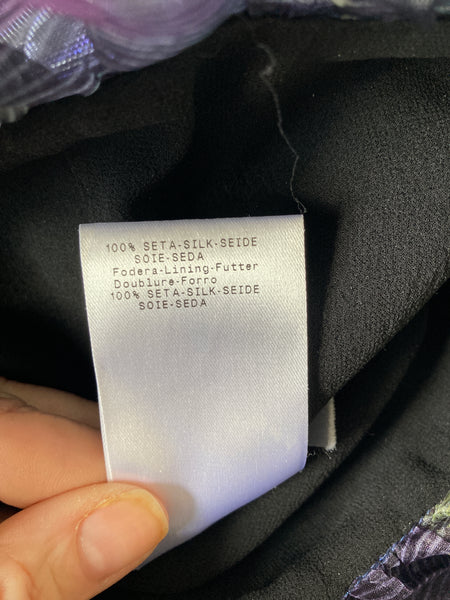 100% SETA-SILK-SEIDE
SOIE-SEDA
Fodera-Lining-Futter
Doublure-Forro
100% SETA-SILK-SEIDE
SOIE-SEDA